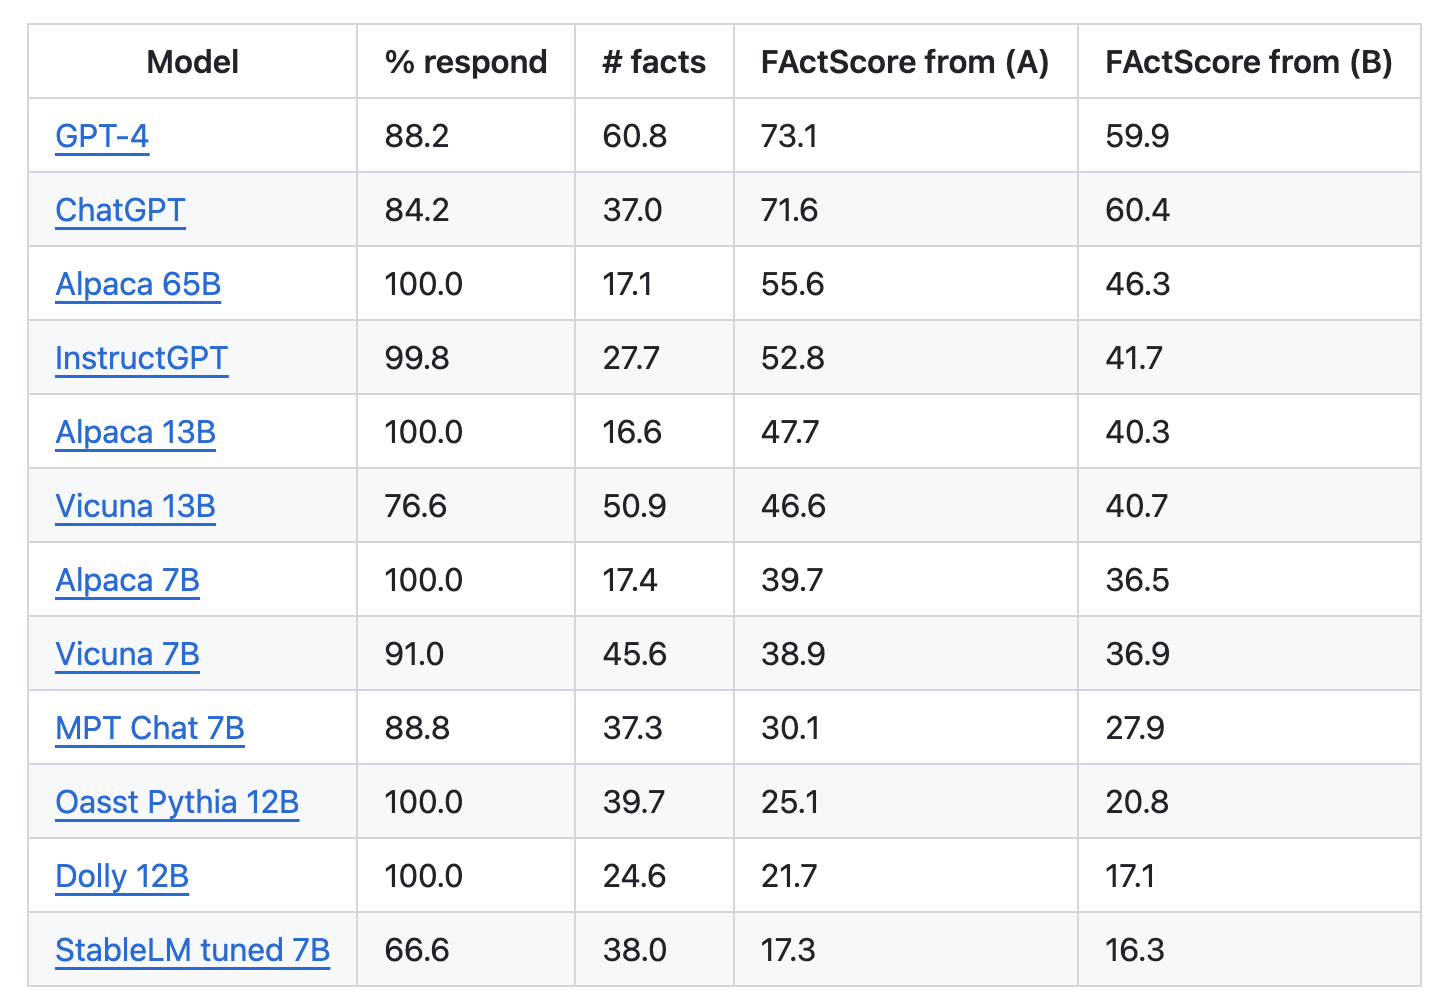 Model % respond # facts FActScore from (A) FActScore from (B)
GPT-4 88.2 60.8 73.1 59.9
ChatGPT 84.2 37.0 71.6 60.4
Alpaca 65B 100.0 17.1 55.6 46.3
InstructGPT 99.8 27.7 52.8 41.7
Alpaca 13B 100.0 16.6 47.7 40.3
Vicuna 13B 76.6 50.9 46.6 40.7
Alpaca 7B 100.0 17.4 39.7 36.5
Vicuna 7B 91.0 45.6 38.9 36.9
MPT Chat 7B 88.8 37.3 30.1 27.9
Oasst Pythia 12B 100.0 39.7 25.1 20.8
Dolly 12B 100.0 24.6 21.7 17.1
StableLM tuned 7B 66.6 38.0 17.3 16.3